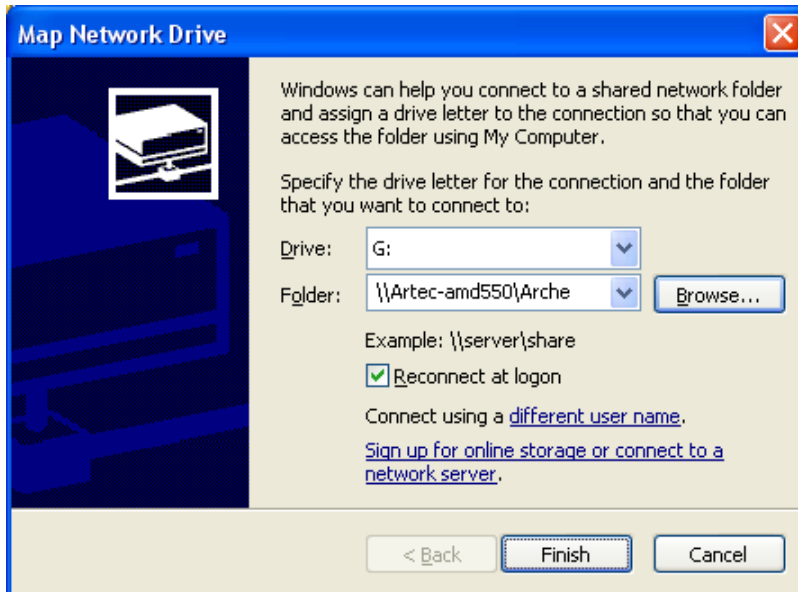 Map Network Drive
Windows can help you connect to a shared network folder
and assign a drive letter to the connection so that you can
access the folder using My Computer.
Specify the drive letter for the connection and the folder
that you want to connect to:
Drive: G:
Folder: \\Artec-amd550\Arche Browse...
Example: \\server\share
Reconnect at logon
Connect using a different user name.
Sign up for online storage or connect to a
network server.
< Back Finish Cancel